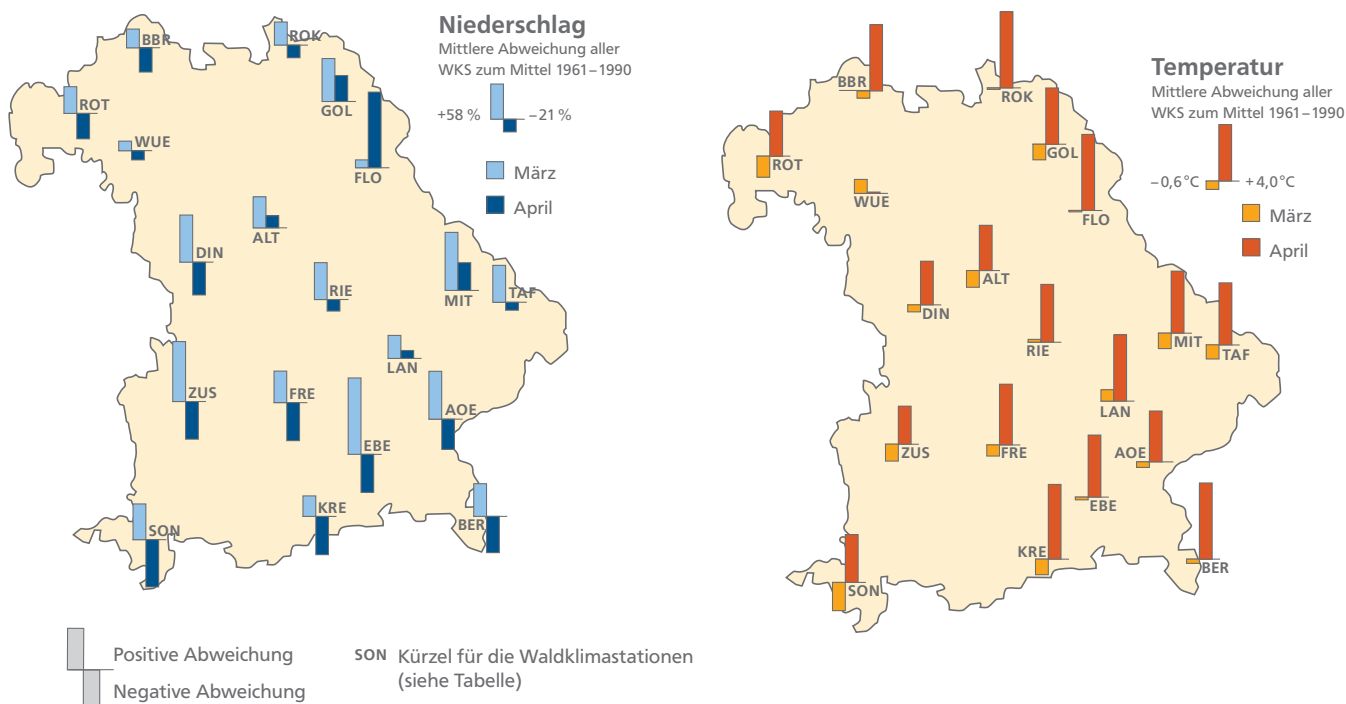 Niederschlag
Mittlere Abweichung aller
WKS zum Mittel 1961–1990
+58 %
–21 %
März
April
BBR
ROK
ROT
GOL
WUE
FLO
ALT
DIN
RIE
MIT
TAF
LAN
ZUS
FRE
AOE
EBE
KRE
BER
SON
Positive Abweichung
Negative Abweichung
SON Kürzel für die Waldklimastationen
(siehe Tabelle)
Temperatur
Mittlere Abweichung aller
WKS zum Mittel 1961–1990
–0,6 °C
+4,0 °C
März
April
BBR
ROK
GOL
ROT
WUE
FLO
ALT
DIN
RIE
MIT
TAF
LAN
ZUS
FRE
AOE
EBE
KRE
BER
SON